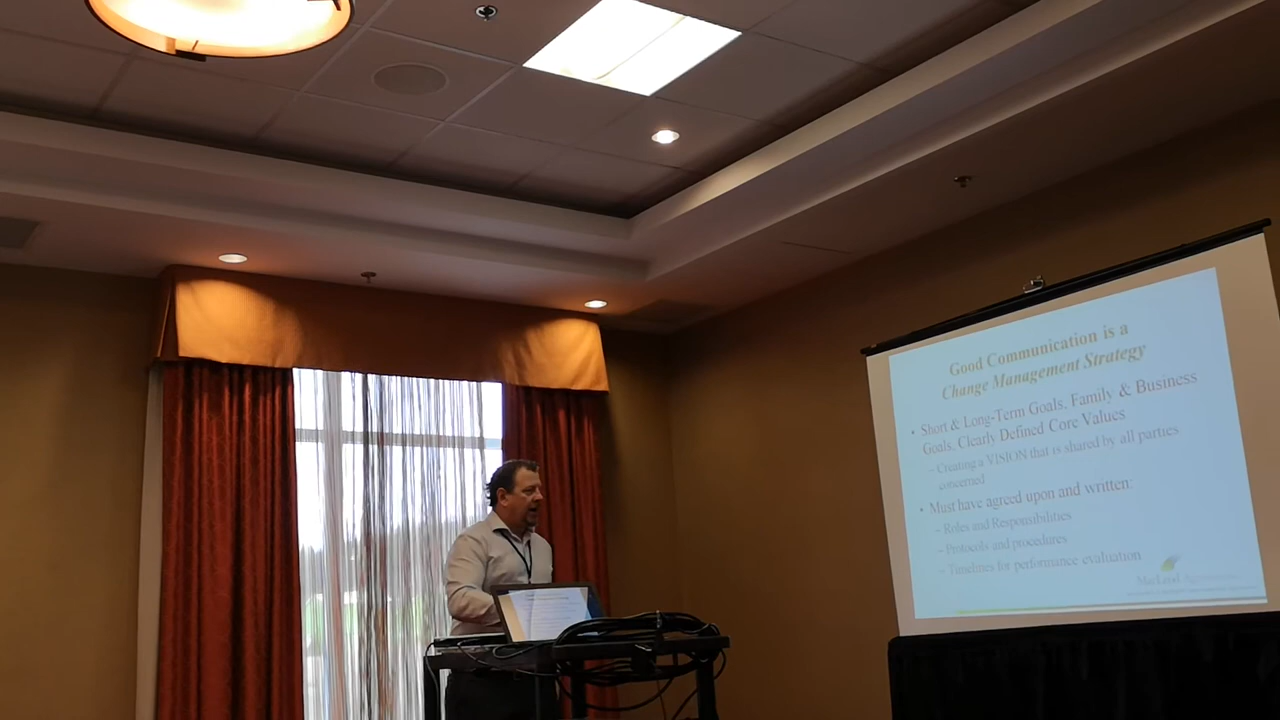 Good Communication is a
Change Management Strategy
• Short & Long-Term Goals, Family & Business
Goals, Clearly Defined Core Values
– Creating a VISION that is shared by all parties
concerned
• Must have agreed upon and written:
– Roles and Responsibilities
– Protocols and procedures
– Timelines for performance evaluation
MacLeod